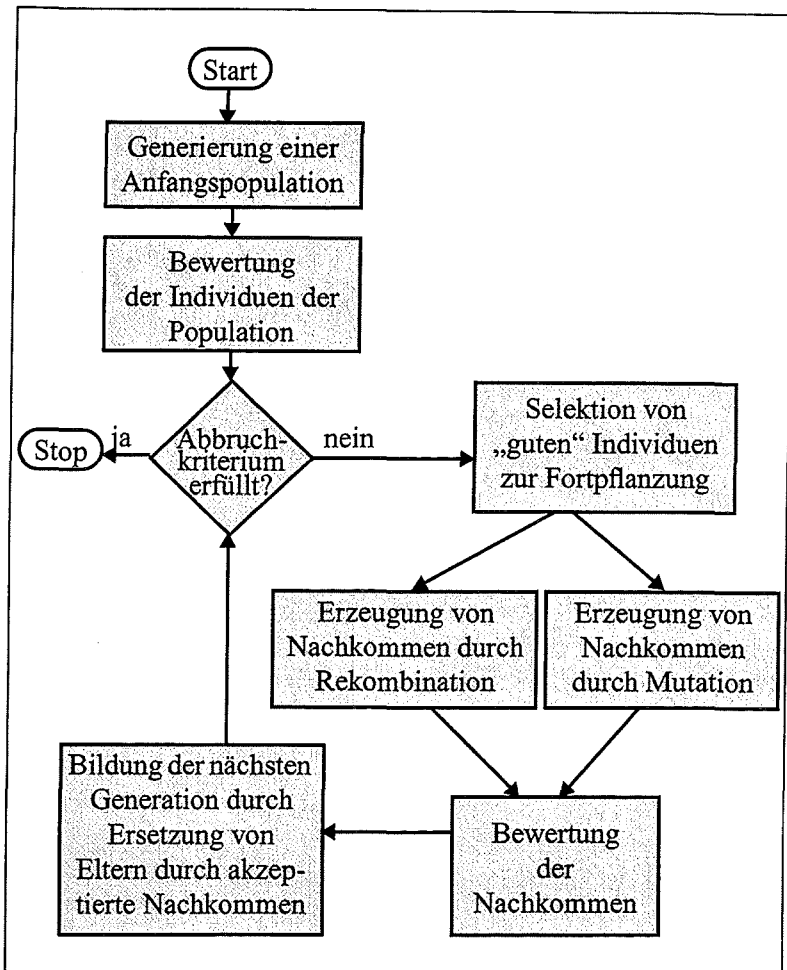 Start
Generierung einer
Anfangspopulation
Bewertung
der Individuen der
Population
Abbruch-
kriterium
erfüllt?
ja
Stop
nein
Selektion von
„guten“ Individuen
zur Fortpflanzung
Erzeugung von
Nachkommen durch
Rekombination
Erzeugung von
Nachkommen
durch Mutation
Bewertung
der
Nachkommen
Bildung der nächsten
Generation durch
Ersetzung von
Eltern durch akzep-
tierte Nachkommen